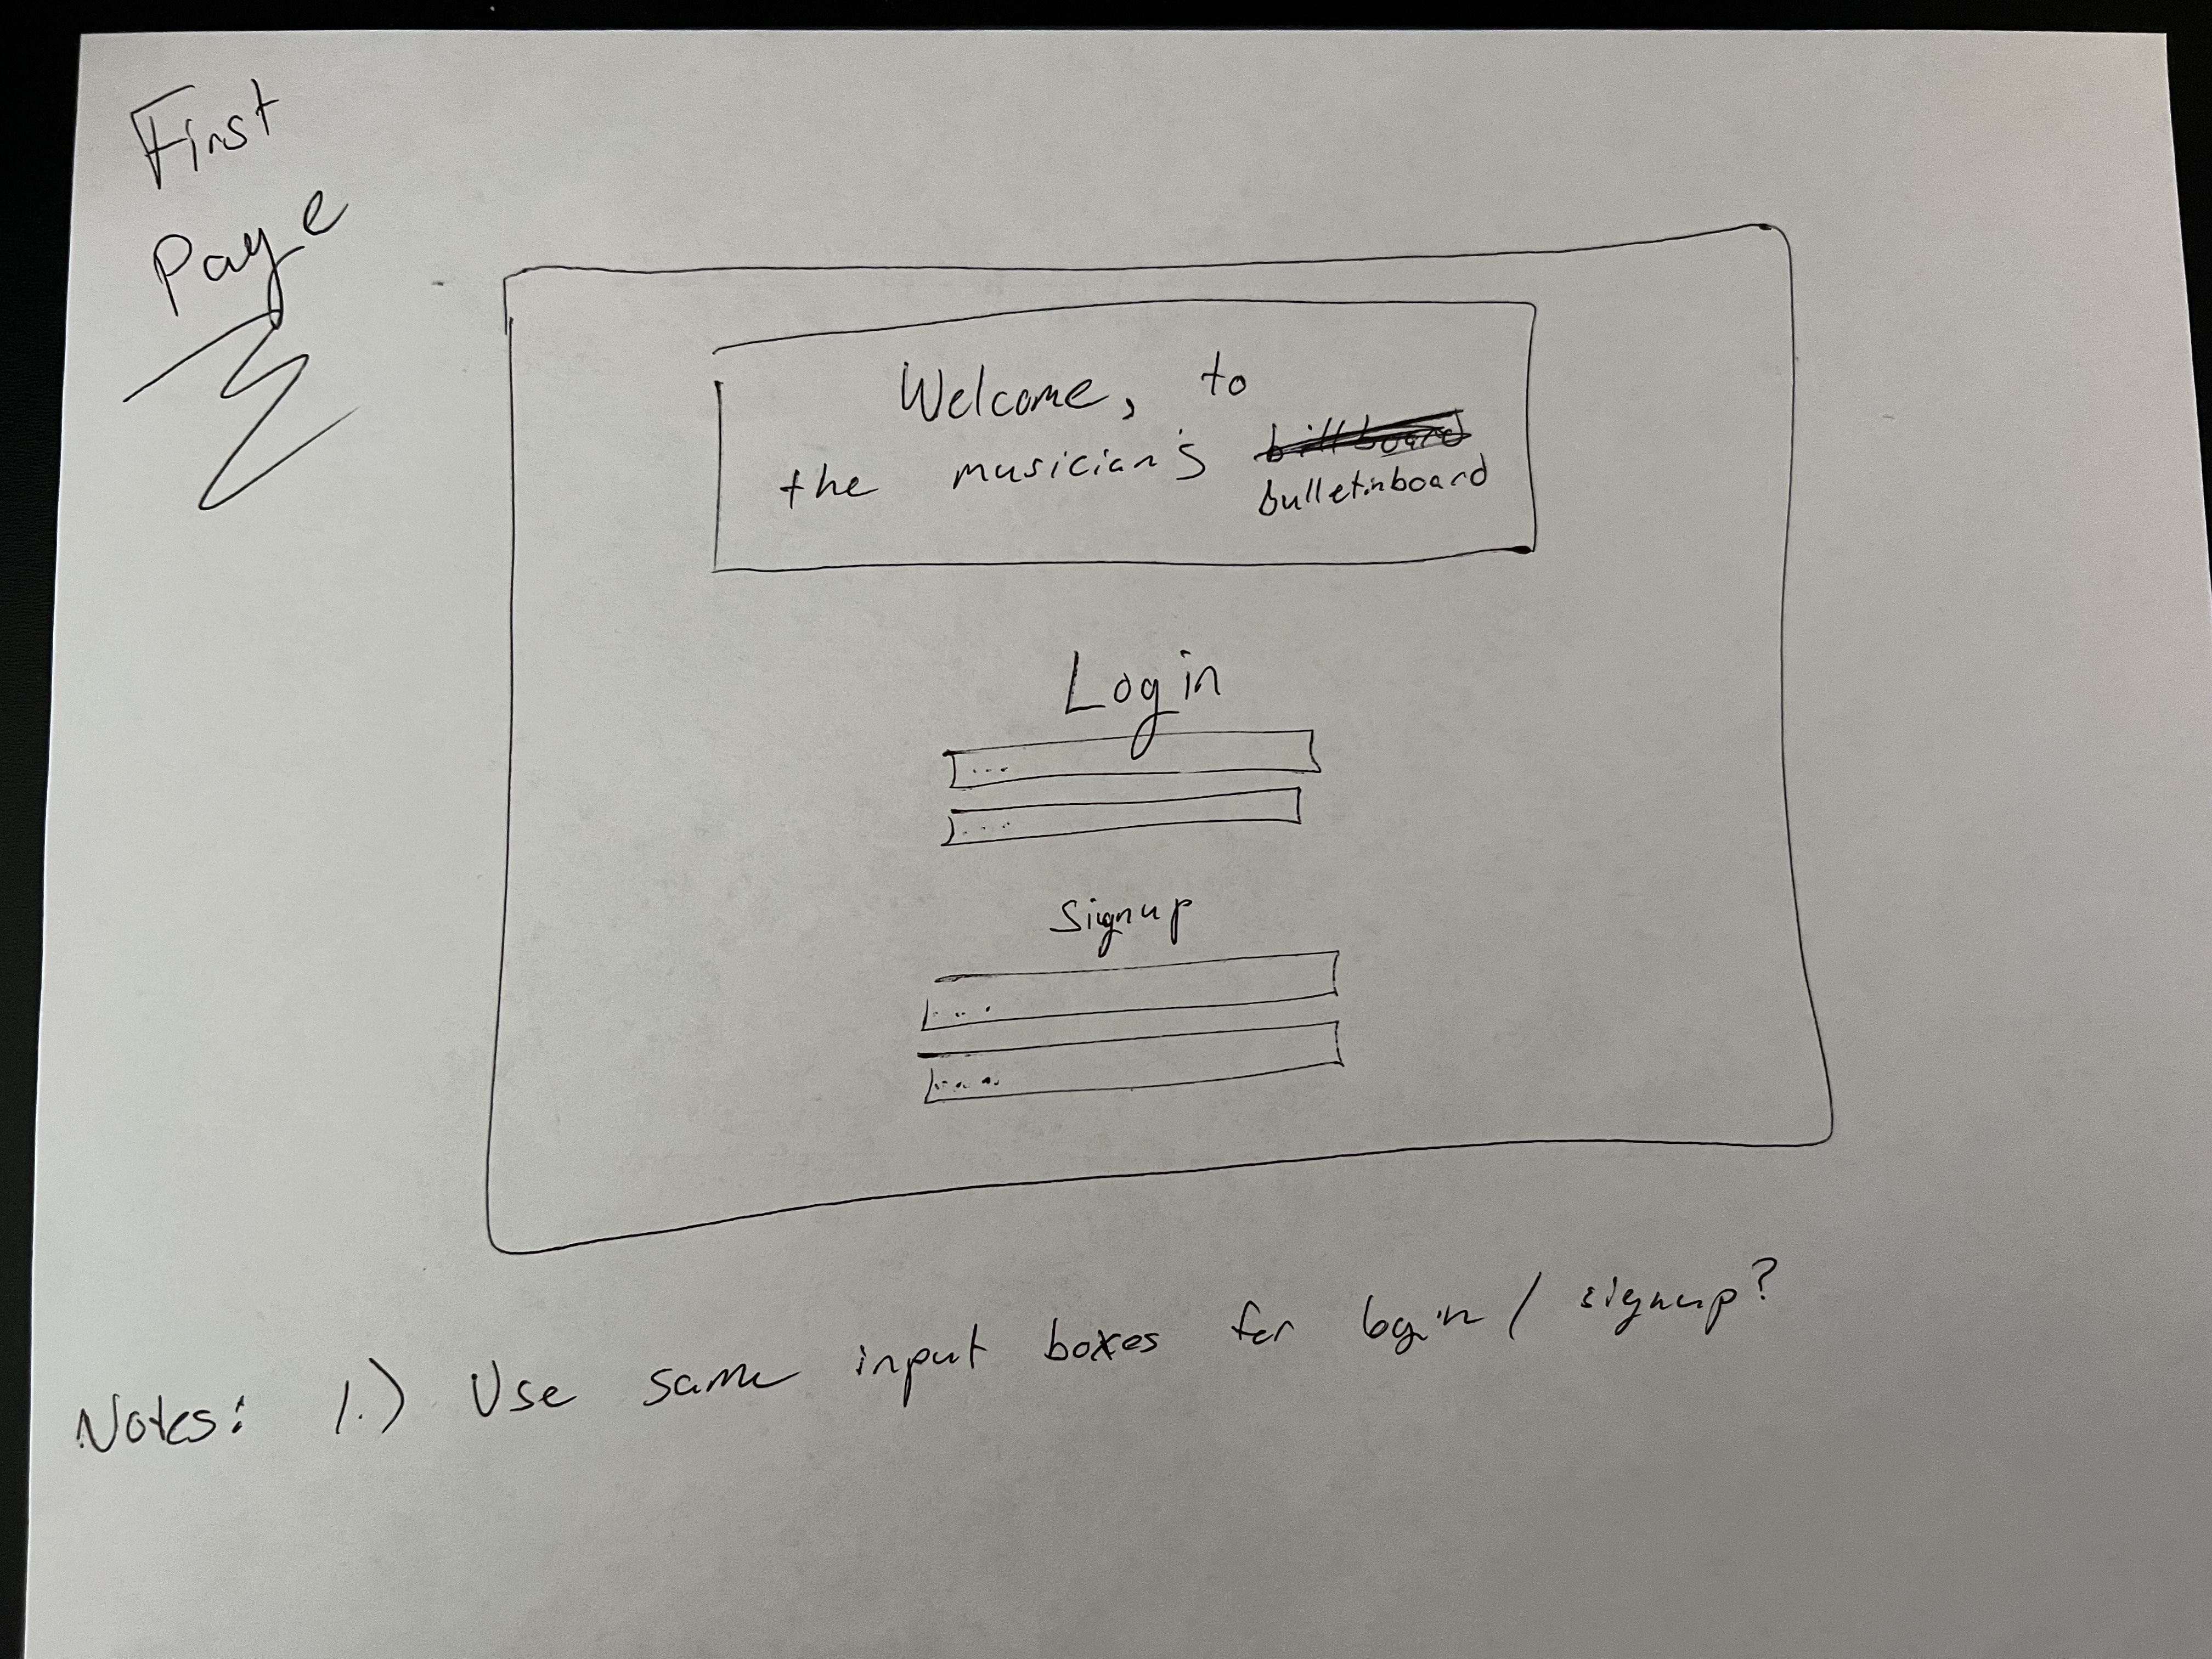 First
Page
Welcome, to
the musician's billboard
bulletinboard
Login
...
...
Signup
...
...
Notes: 1.) Use same input boxes for login / signup?